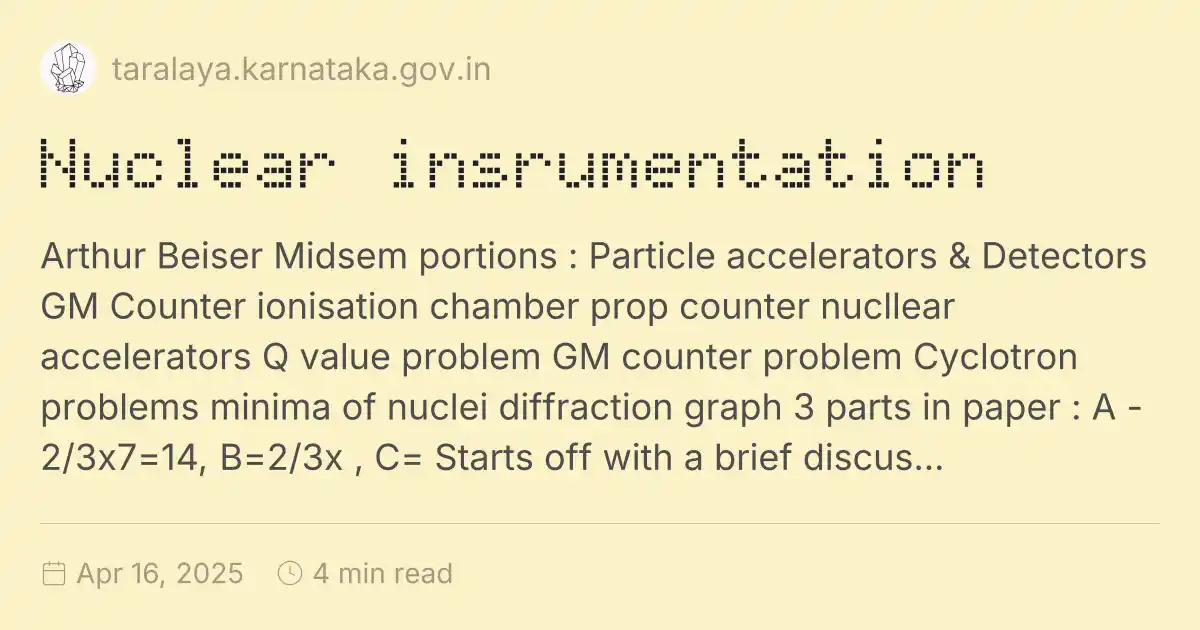 taralaya.karnataka.gov.in
Nuclear insrumentation
Arthur Beiser Midsem portions : Particle accelerators & Detectors
GM Counter ionisation chamber prop counter nucllear
accelerators Q value problem GM counter problem Cyclotron
problems minima of nuclei diffraction graph 3 parts in paper : A -
2/3x7=14, B=2/3x , C= Starts off with a brief discus...
Apr 16, 2025 4 min read